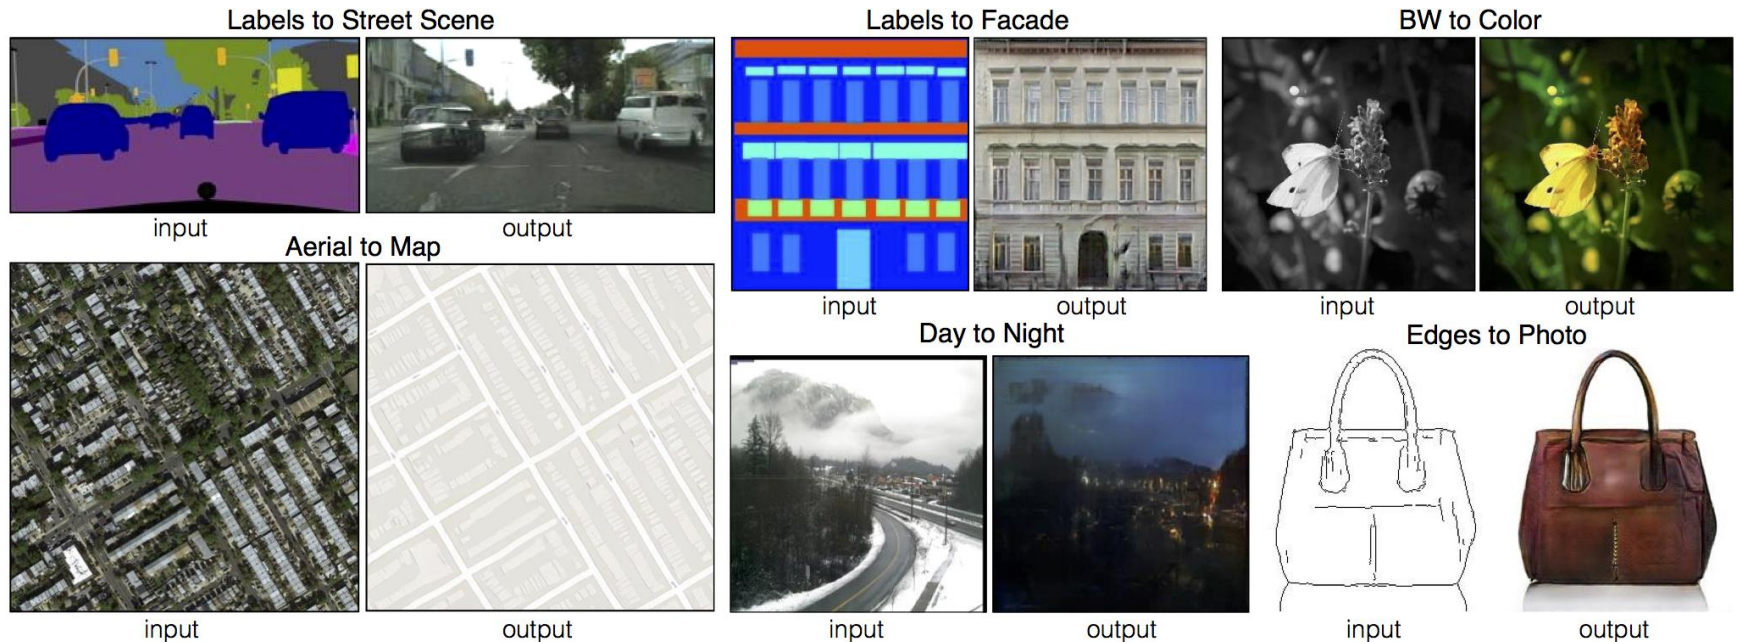 Labels to Street Scene
input
output
Aerial to Map
input
output
Labels to Facade
input
output
BW to Color
input
output
Day to Night
input
output
Edges to Photo
input
output